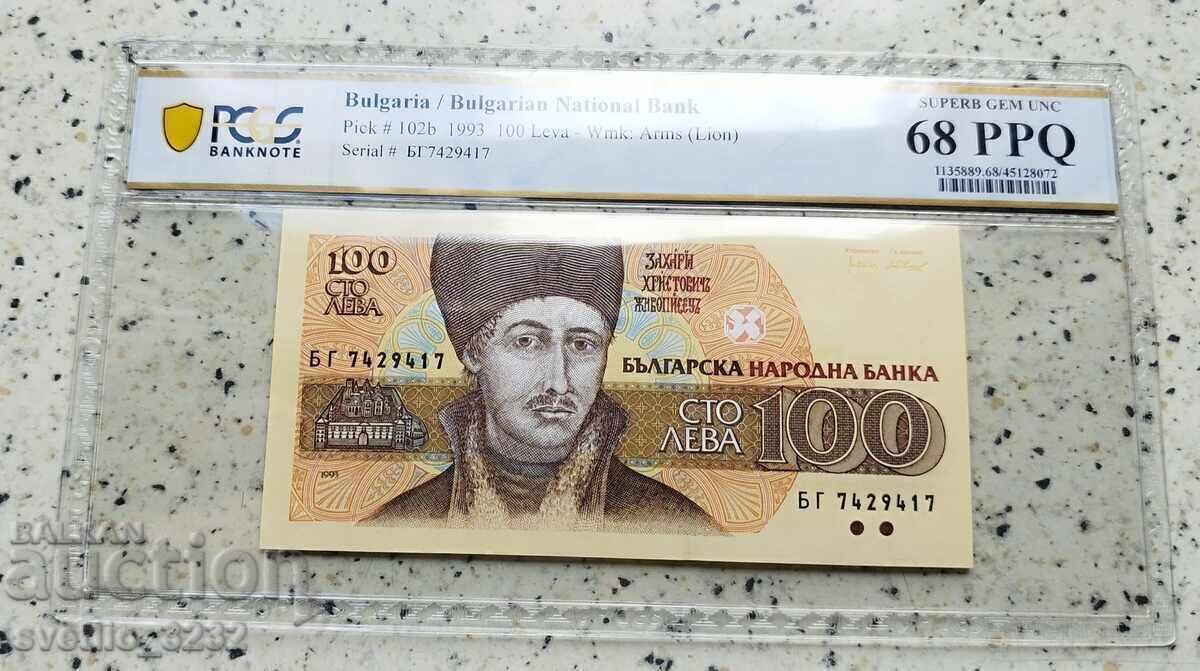 PCGS
BANKNOTE
Bulgaria / Bulgarian National Bank
Pick # 102b 1993 100 Leva - Wmk: Arms (Lion)
Serial # БГ7429417
SUPERB GEM UNC
68 PPQ
1135889.68/45128072
100
СТО
ЛЕВА
ЗАХАРІЙ
ХРИСТОВИЧЪ
ЖИВОПИСЕЦЪ
БГ 7429417
БЪЛГАРСКА НАРОДНА БАНКА
СТО
ЛЕВА
100
1993
БГ 7429417
BALKAN
auction
svetlio_3232